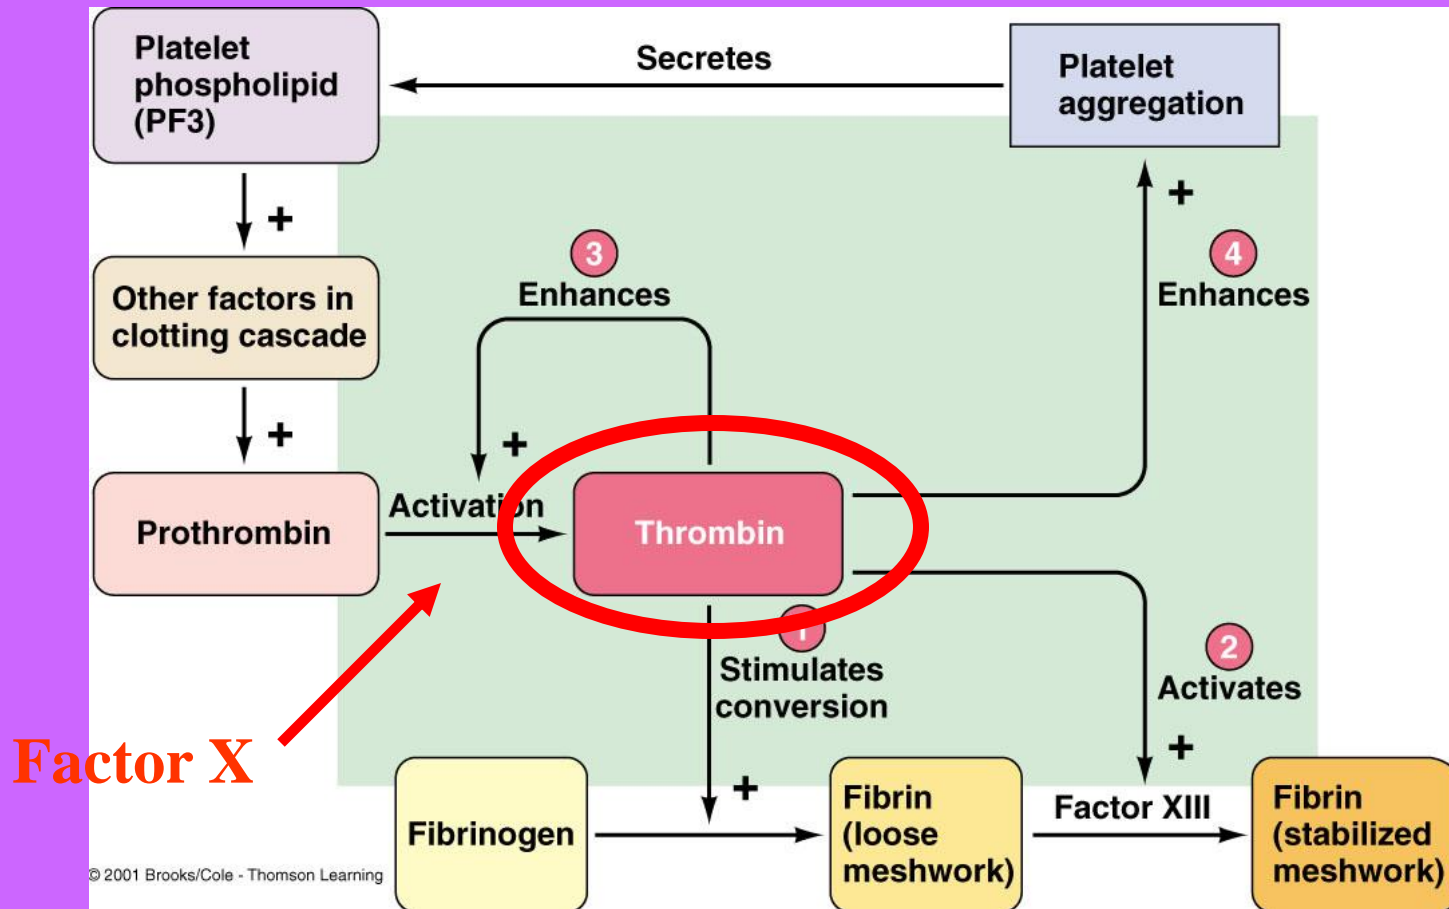 Platelet
phospholipid
(PF3)
Secretes
Platelet
aggregation
+
+
3
Enhances
4
Enhances
Other factors in
clotting cascade
+
+
Prothrombin
Activation
Thrombin
1
Stimulates
conversion
2
Activates
+
Factor X
+
Fibrinogen
Fibrin
(loose
meshwork)
Factor XIII
Fibrin
(stabilized
meshwork)
© 2001 Brooks/Cole - Thomson Learning